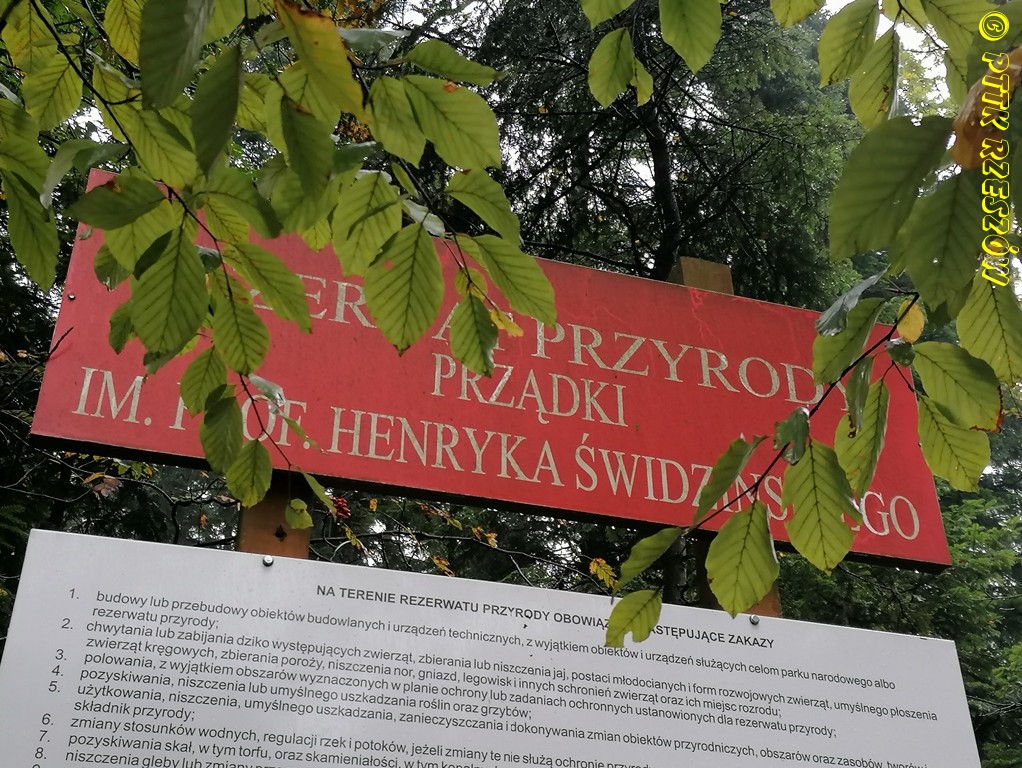 PRZYROD
PRZĄDKI
IM. HENRYKA
NA TERENIE REZERWATU PRZYRODY ZAKAZY
1. budowy lub przebudowy obiektów budowlanych i urządzeń technicznych, z wyjątkiem obiektów i urządzeń służących celom parku narodowego albo
rezerwatu przyrody;
2. chwytania lub zabijania dziko występujących zwierząt, zbierania lub niszczenia jaj, postaci młodocianych i form rozwojowych zwierząt, umyślnego płoszenia
zwierząt kręgowych, zbierania poroży, niszczenia nor, gniazd, legowisk i innych schronień zwierząt oraz ich miejsc rozrodu;
3. polowania, z wyjątkiem obszarów wyznaczonych w planie ochrony lub zadaniach ochronnych ustanowionych dla rezerwatu przyrody;
4. pozyskiwania, niszczenia lub umyślnego uszkadzania roślin oraz grzybów;
5. użytkowania, niszczenia, umyślnego uszkadzania, zanieczyszczania i dokonywania zmian obiektów przyrodniczych, obszarów oraz zasobów,
składnik przyrody;
6. zmiany stosunków wodnych, regulacji rzek i potoków, jeżeli zmiany te nie służą ochronie
7. pozyskiwania skał, w tym torfu, oraz skamieniałości, w tym
8. niszczenia gleby lub zmiany
© PTTK RZESZÓW